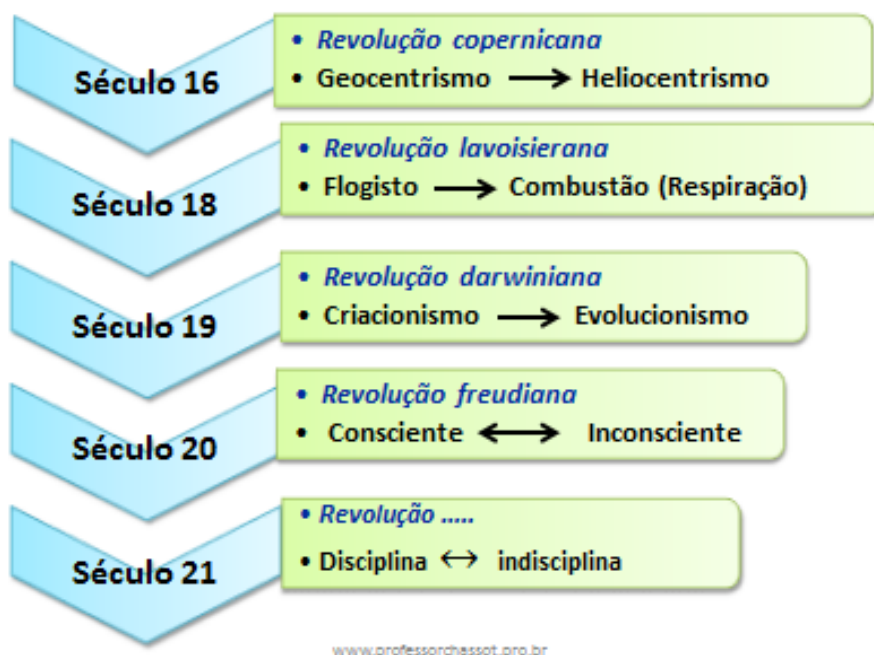 Século 16
• Revolução copernicana
• Geocentrismo → Heliocentrismo
Século 18
• Revolução lavoisierana
• Flogisto → Combustão (Respiração)
Século 19
• Revolução darwiniana
• Criacionismo → Evolucionismo
Século 20
• Revolução freudiana
• Consciente ↔ Inconsciente
Século 21
• Revolução .....
• Disciplina ↔ indisciplina
www.professorchassot.pro.br